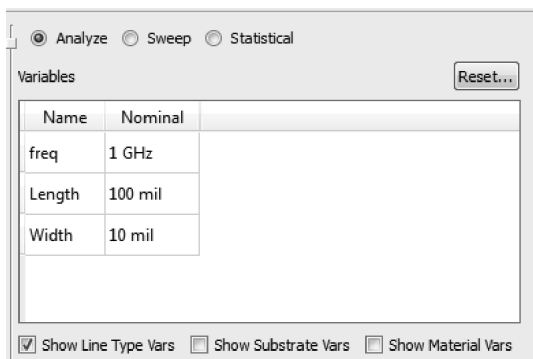 Analyze Sweep Statistical
Variables Reset...
Name Nominal
freq 1 GHz
Length 100 mil
Width 10 mil
Show Line Type Vars Show Substrate Vars Show Material Vars